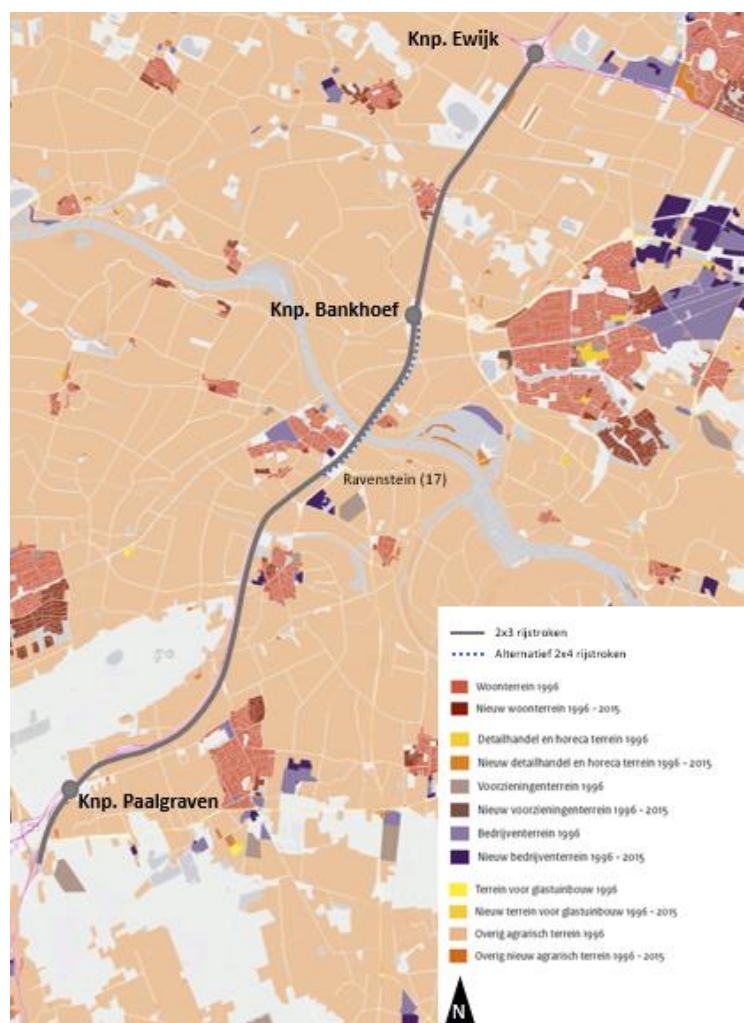 Knp. Ewijk
Knp. Bankhoef
Ravenstein (17)
Knp. Paalgraven
2x3 rijstroken
Alternatief 2x4 rijstroken
Woonterrein 1996
Nieuw woonterrein 1996 - 2015
Detailhandel en horeca terrein 1996
Nieuw detailhandel en horeca terrein 1996 - 2015
Voorzieningenterrein 1996
Nieuw voorzieningenterrein 1996 - 2015
Bedrijventerrein 1996
Nieuw bedrijventerrein 1996 - 2015
Terrein voor glastuinbouw 1996
Nieuw terrein voor glastuinbouw 1996 - 2015
Overig agrarisch terrein 1996
Overig nieuw agrarisch terrein 1996 - 2015
N